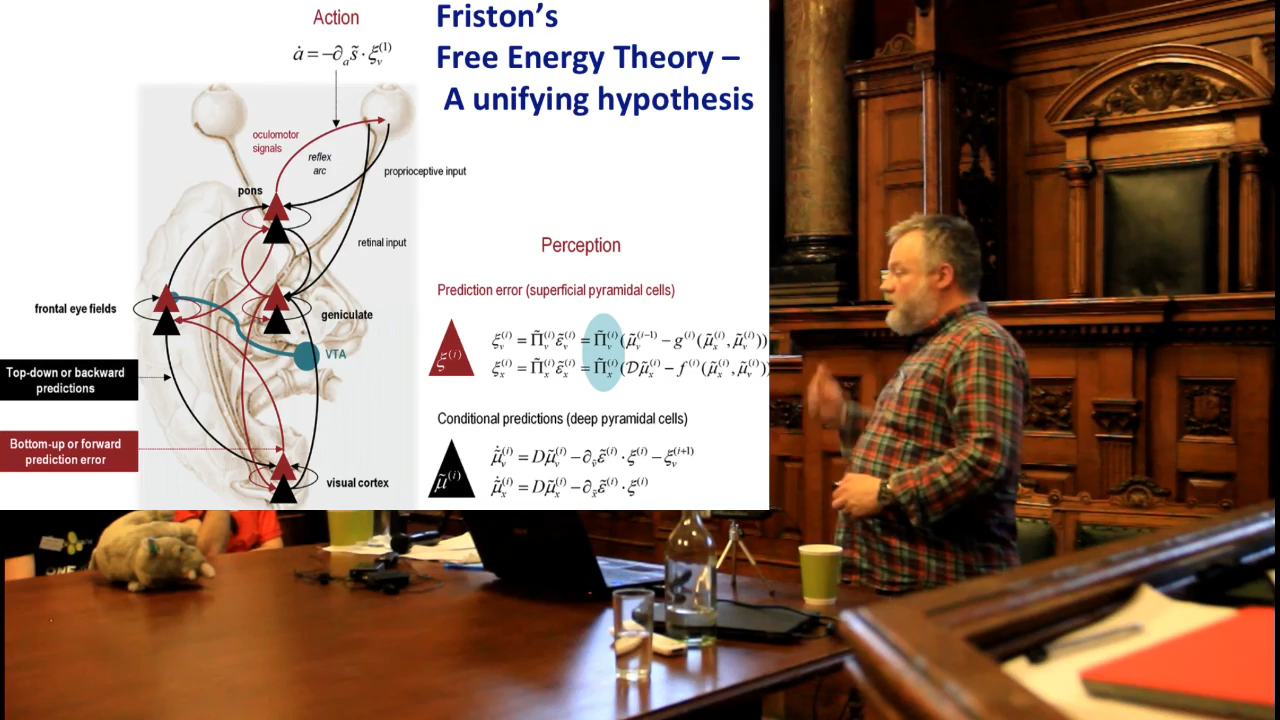 Friston's
Free Energy Theory –
A unifying hypothesis
Action
ȧ = −∂ₐs̃ · ξᵥ⁽¹⁾
oculomotor
signals
reflex
arc
proprioceptive input
pons
retinal input
frontal eye fields
geniculate
VTA
Top-down or backward
predictions
Bottom-up or forward
prediction error
visual cortex
Perception
Prediction error (superficial pyramidal cells)
ξ⁽ⁱ⁾
ξᵥ⁽ⁱ⁾ = Π̃ᵥ⁽ⁱ⁾ε̃ᵥ⁽ⁱ⁾ = Π̃ᵥ⁽ⁱ⁾(μ̃ᵥ⁽ⁱ⁻¹⁾ − g⁽ⁱ⁾(μ̃ₓ⁽ⁱ⁾, μ̃ᵥ⁽ⁱ⁾))
ξₓ⁽ⁱ⁾ = Π̃ₓ⁽ⁱ⁾ε̃ₓ⁽ⁱ⁾ = Π̃ₓ⁽ⁱ⁾(𝒟μ̃ₓ⁽ⁱ⁾ − f⁽ⁱ⁾(μ̃ₓ⁽ⁱ⁾, μ̃ᵥ⁽ⁱ⁾))
Conditional predictions (deep pyramidal cells)
μ̃⁽ⁱ⁾
μ̃̇ᵥ⁽ⁱ⁾ = Dμ̃ᵥ⁽ⁱ⁾ − ∂ᵥ̃ε̃⁽ⁱ⁾ · ξ⁽ⁱ⁾ − ξᵥ⁽ⁱ⁺¹⁾
μ̃̇ₓ⁽ⁱ⁾ = Dμ̃ₓ⁽ⁱ⁾ − ∂ₓ̃ε̃⁽ⁱ⁾ · ξ⁽ⁱ⁾